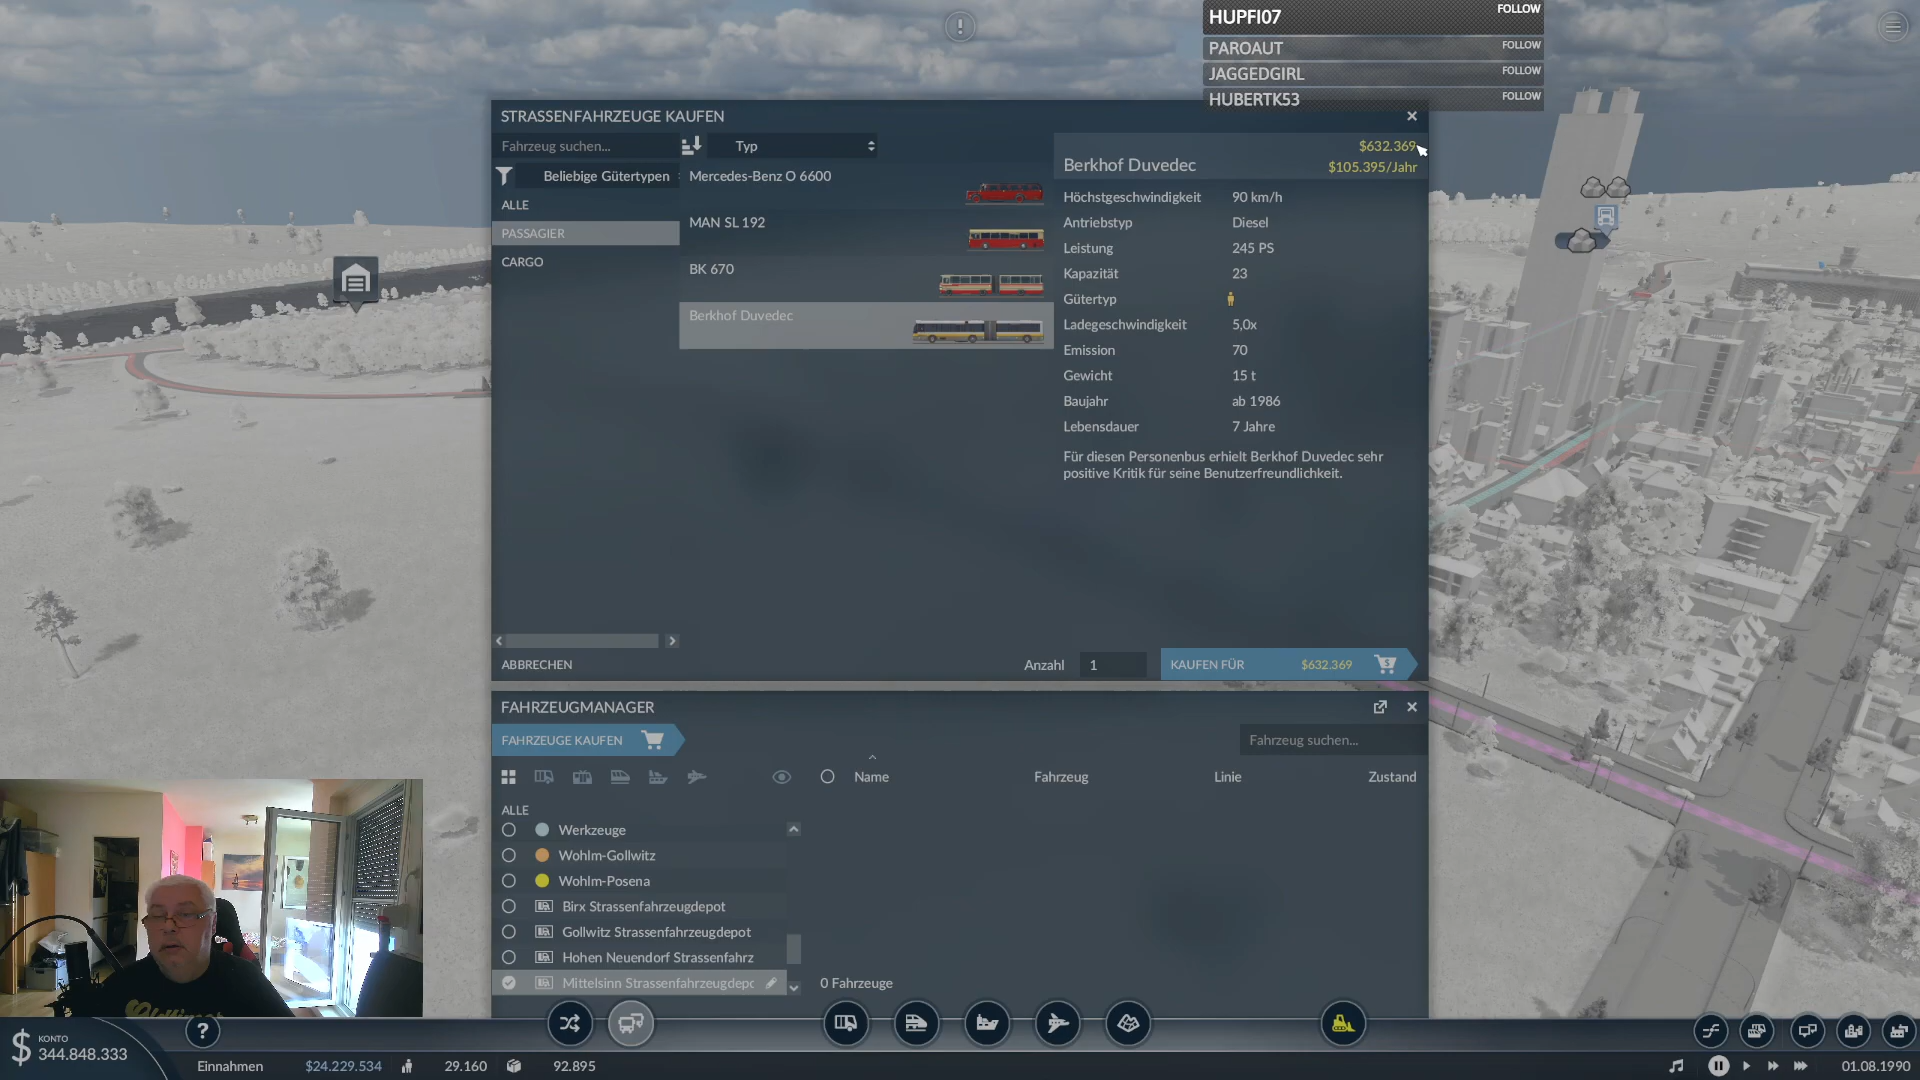 HUPFI07 FOLLOW
PAROAUT FOLLOW
JAGGEDGIRL FOLLOW
HUBERTK53 FOLLOW
STRASSENFAHRZEUGE KAUFEN
Fahrzeug suchen...
Typ
Beliebige Gütertypen
ALLE
PASSAGIER
CARGO
Mercedes-Benz O 6600
MAN SL 192
BK 670
Berkhof Duvedec
$632.369
Berkhof Duvedec
$105.395/Jahr
Höchstgeschwindigkeit 90 km/h
Antriebstyp Diesel
Leistung 245 PS
Kapazität 23
Gütertyp
Ladegeschwindigkeit 5,0x
Emission 70
Gewicht 15 t
Baujahr ab 1986
Lebensdauer 7 Jahre
Für diesen Personenbus erhielt Berkhof Duvedec sehr
positive Kritik für seine Benutzerfreundlichkeit.
ABBRECHEN
Anzahl 1
KAUFEN FÜR $632.369
FAHRZEUGMANAGER
FAHRZEUGE KAUFEN
Fahrzeug suchen...
Name Fahrzeug Linie Zustand
ALLE
Werkzeuge
Wohlm-Gollwitz
Wohlm-Posena
Birx Strassenfahrzeugdepot
Gollwitz Strassenfahrzeugdepot
Hohen Neuendorf Strassenfahrz
Mittelsinn Strassenfahrzeugdepo
0 Fahrzeuge
KONTO
$ 344.848.333
?
Einnahmen $24.229.534 29.160 92.895
01.08.1990